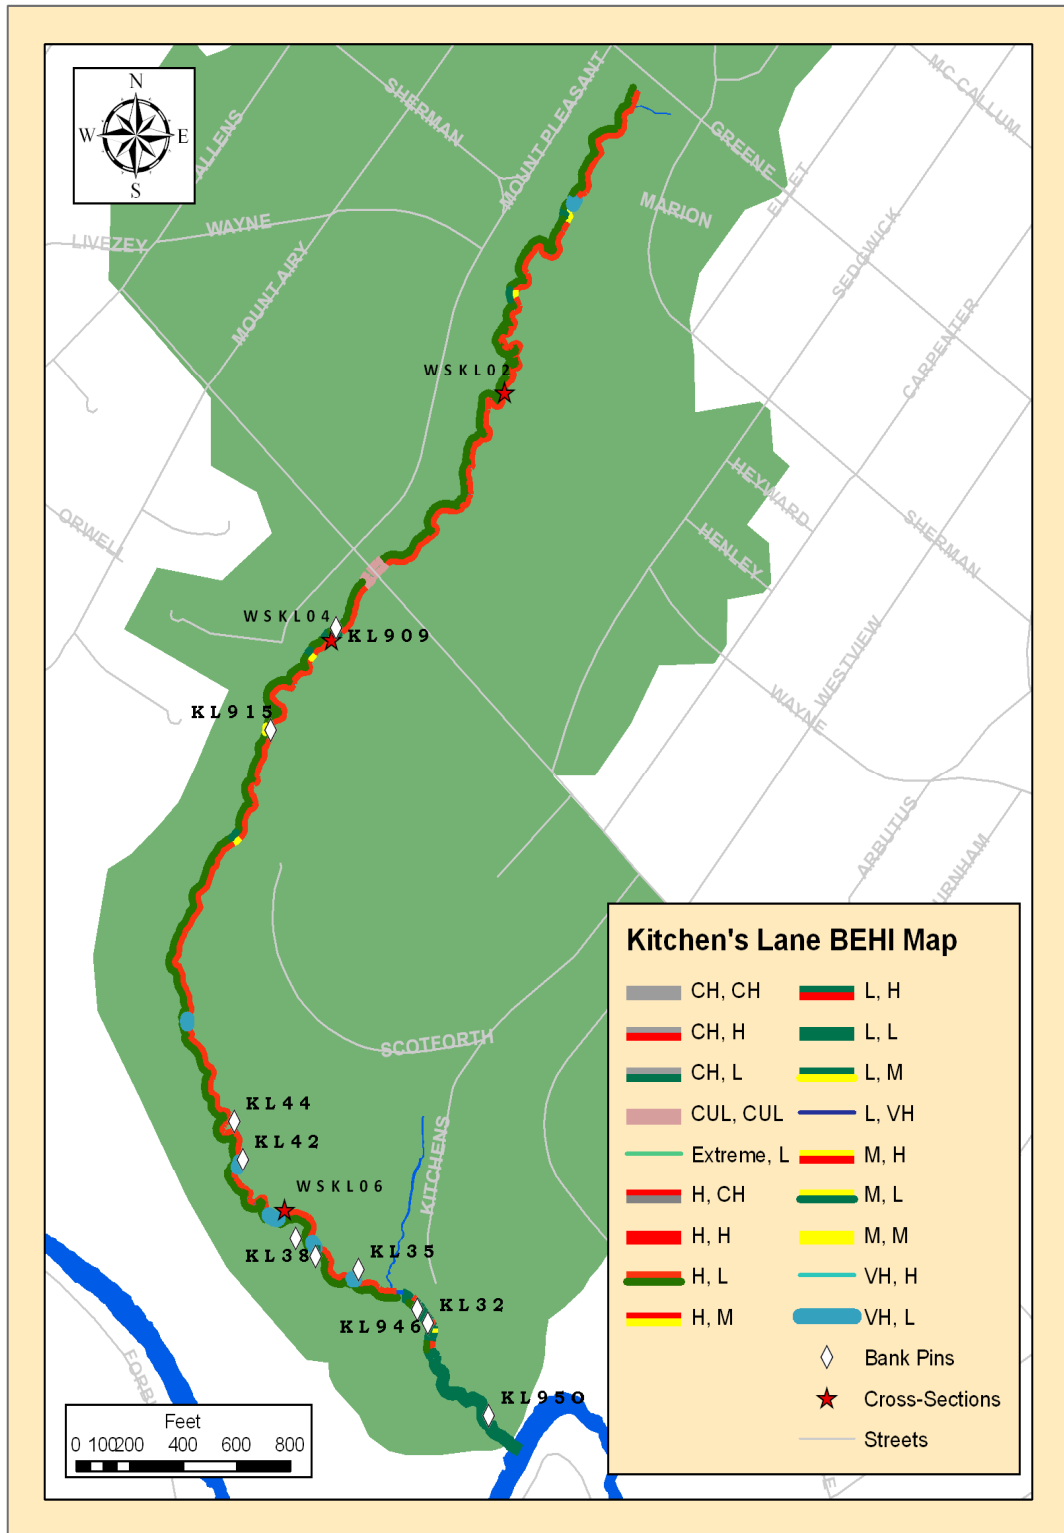 N
W E
S
ALLENS
SHERMAN
MOUNT PLEASANT
MC CALLUM
GREENE
ELLET
MARION
LIVEZEY
WAYNE
MOUNT AIRY
SEDGWICK
CARPENTER
WSKL02
HEYWARD
HENLEY
SHERMAN
ORWELL
WSKL04
KL909
WESTVIEW
WAYNE
KL915
ARBUTUS
URNHAM
SCOTFORTH
KITCHENS
KL44
KL42
WSKL06
KL38
KL35
KL32
KL946
KL950
FORB
Feet
0 100200 400 600 800
Kitchen's Lane BEHI Map
CH, CH
CH, H
CH, L
CUL, CUL
Extreme, L
H, CH
H, H
H, L
H, M
L, H
L, L
L, M
L, VH
M, H
M, L
M, M
VH, H
VH, L
Bank Pins
Cross-Sections
Streets
E